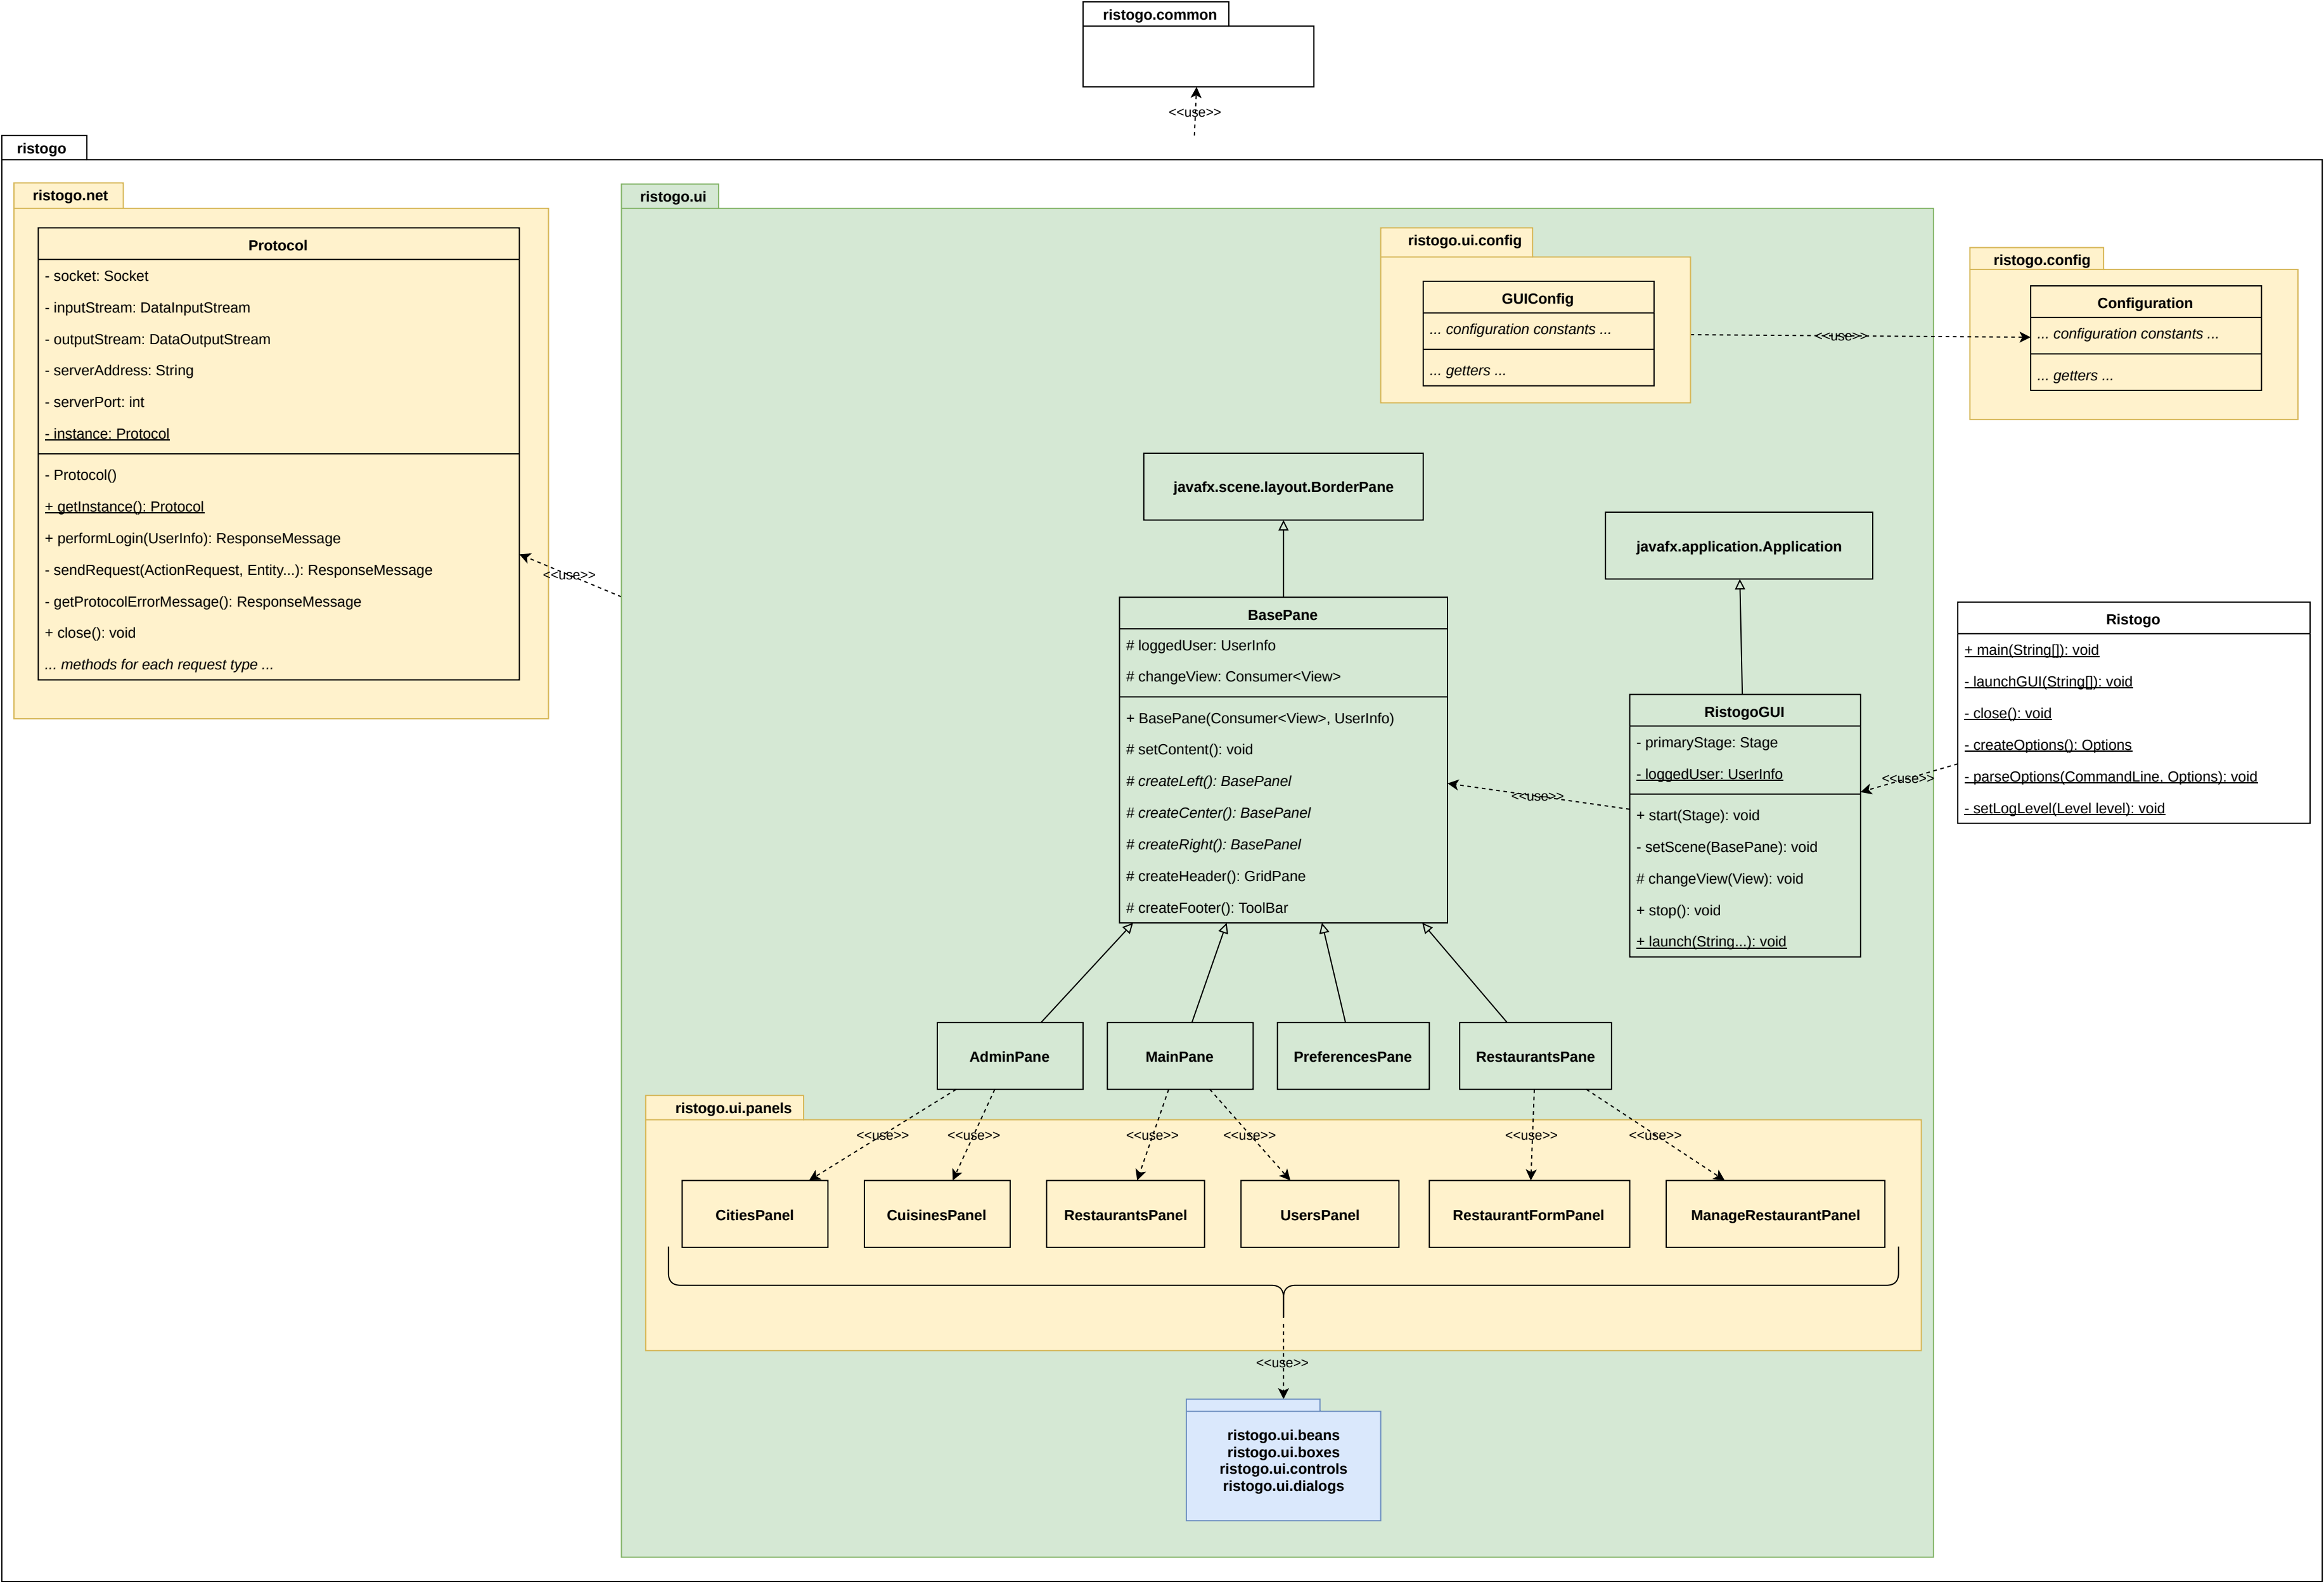 ristogo.common
<<use>>
ristogo
ristogo.net
Protocol
- socket: Socket
- inputStream: DataInputStream
- outputStream: DataOutputStream
- serverAddress: String
- serverPort: int
- instance: Protocol
- Protocol()
+ getInstance(): Protocol
+ performLogin(UserInfo): ResponseMessage
- sendRequest(ActionRequest, Entity...): ResponseMessage
- getProtocolErrorMessage(): ResponseMessage
+ close(): void
... methods for each request type ...
<<use>>
ristogo.ui
ristogo.ui.config
GUIConfig
... configuration constants ...
... getters ...
<<use>>
ristogo.config
Configuration
... configuration constants ...
... getters ...
javafx.scene.layout.BorderPane
javafx.application.Application
BasePane
# loggedUser: UserInfo
# changeView: Consumer<View>
+ BasePane(Consumer<View>, UserInfo)
# setContent(): void
# createLeft(): BasePanel
# createCenter(): BasePanel
# createRight(): BasePanel
# createHeader(): GridPane
# createFooter(): ToolBar
<<use>>
RistogoGUI
- primaryStage: Stage
- loggedUser: UserInfo
+ start(Stage): void
- setScene(BasePane): void
# changeView(View): void
+ stop(): void
+ launch(String...): void
<<use>>
Ristogo
+ main(String[]): void
- launchGUI(String[]): void
- close(): void
- createOptions(): Options
- parseOptions(CommandLine, Options): void
- setLogLevel(Level level): void
AdminPane
MainPane
PreferencesPane
RestaurantsPane
ristogo.ui.panels
<<use>>
<<use>>
<<use>>
<<use>>
<<use>>
<<use>>
CitiesPanel
CuisinesPanel
RestaurantsPanel
UsersPanel
RestaurantFormPanel
ManageRestaurantPanel
<<use>>
ristogo.ui.beans
ristogo.ui.boxes
ristogo.ui.controls
ristogo.ui.dialogs